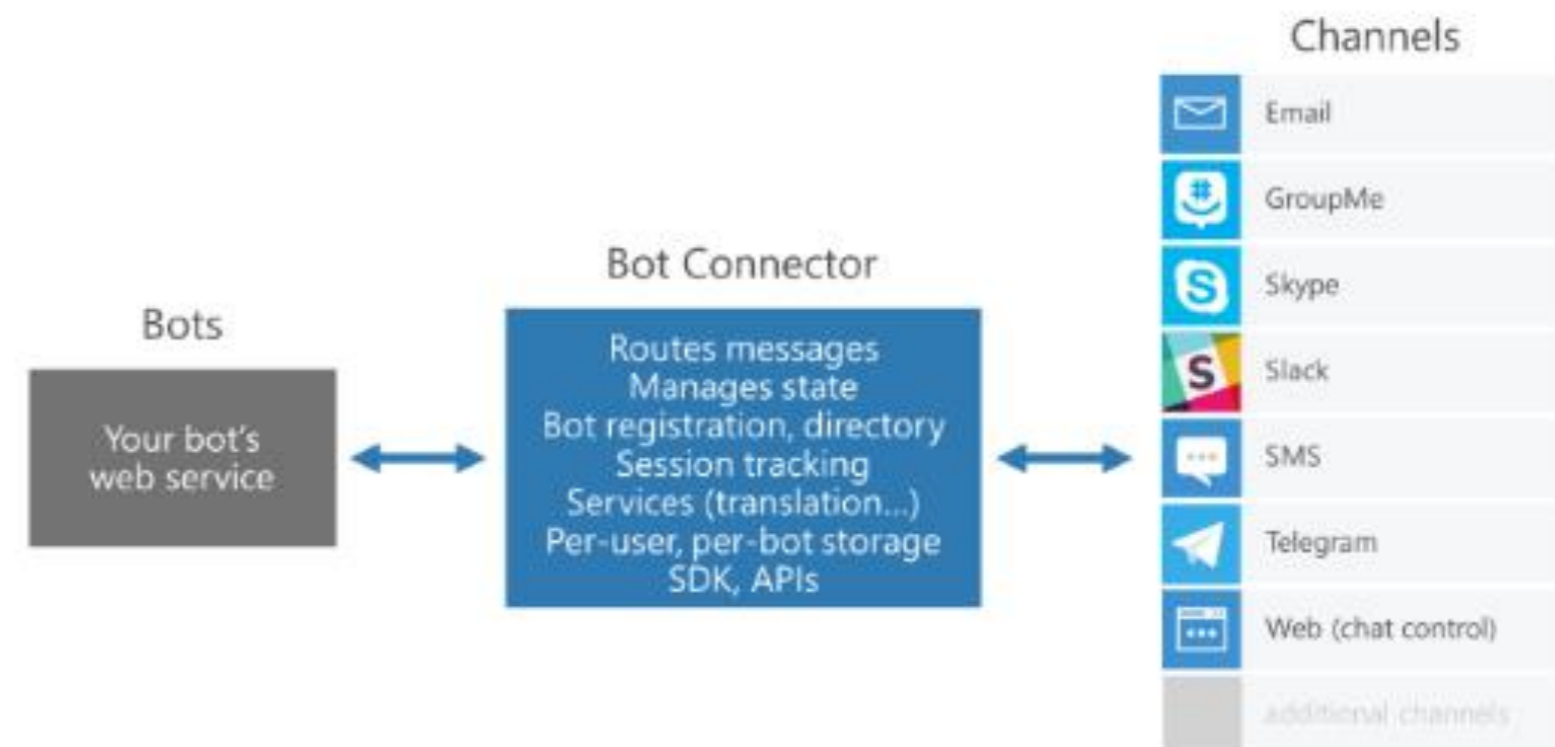 Channels
Email
GroupMe
Skype
Slack
SMS
Telegram
Web (chat control)
additional channels
Bot Connector
Routes messages
Manages state
Bot registration, directory
Session tracking
Services (translation...)
Per-user, per-bot storage
SDK, APIs
Bots
Your bot's
web service